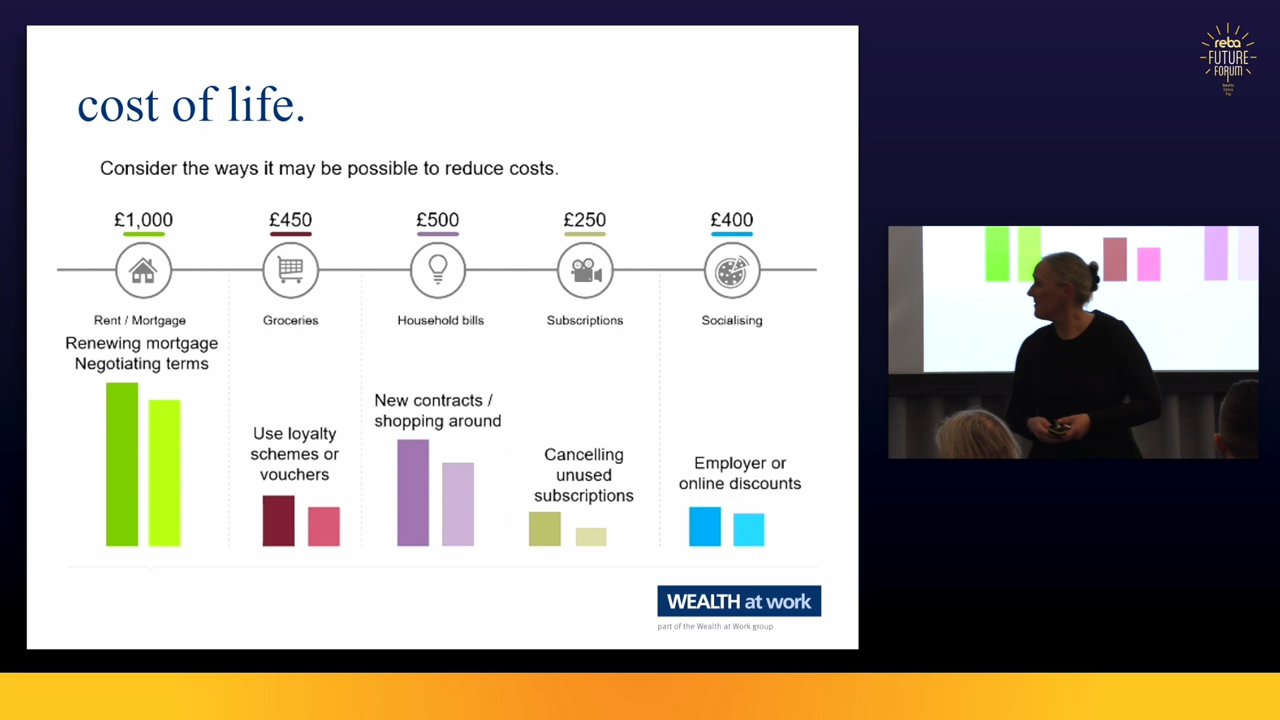 cost of life.
Consider the ways it may be possible to reduce costs.
£1,000
£450
£500
£250
£400
Rent / Mortgage
Groceries
Household bills
Subscriptions
Socialising
Renewing mortgage
Negotiating terms
Use loyalty
schemes or
vouchers
New contracts /
shopping around
Cancelling
unused
subscriptions
Employer or
online discounts
WEALTH at work
part of the Wealth at Work group
reba
FUTURE
FORUM